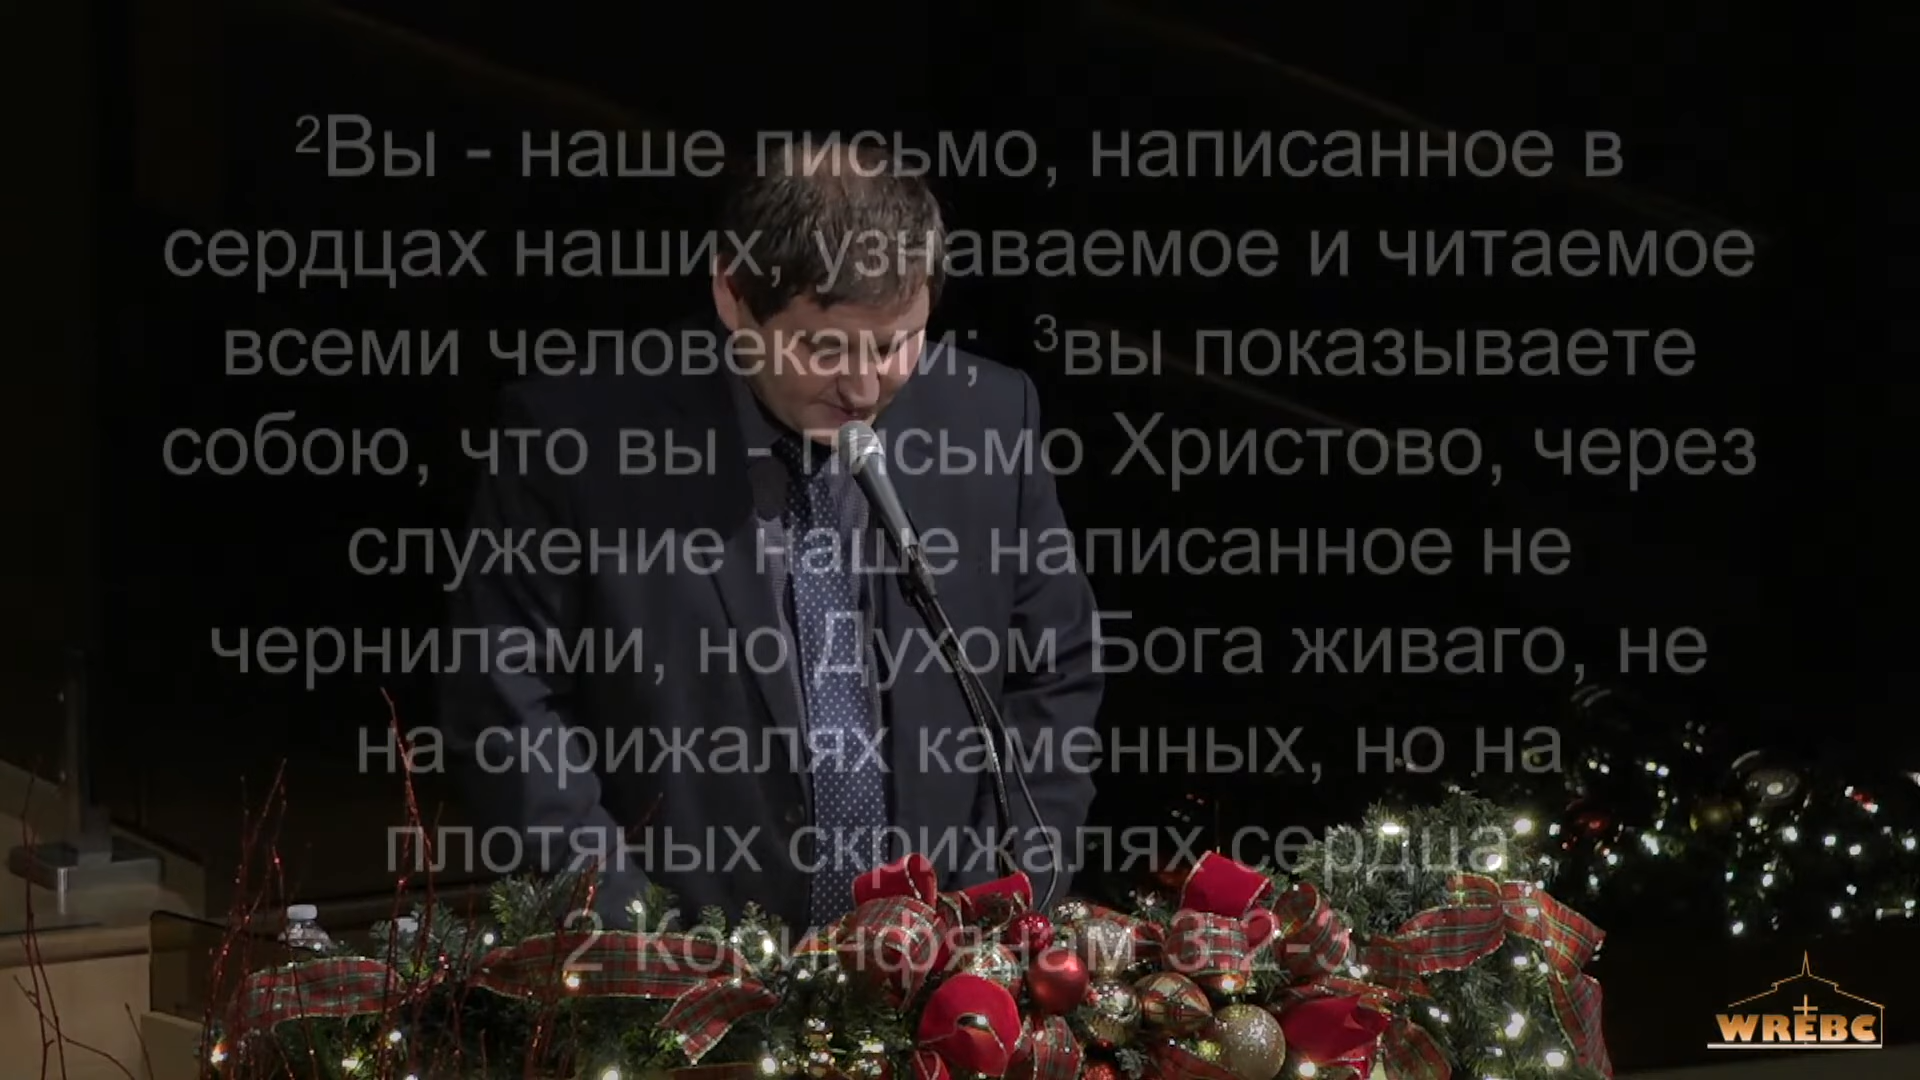 ²Вы - наше письмо, написанное в
сердцах наших, узнаваемое и читаемое
всеми человеками; ³вы показываете
собою, что вы - письмо Христово, через
служение наше написанное не
чернилами, но Духом Бога живаго, не
на скрижалях каменных, но на
плотяных скрижалях сердца
2 Коринфянам 3:2-3
WREBC